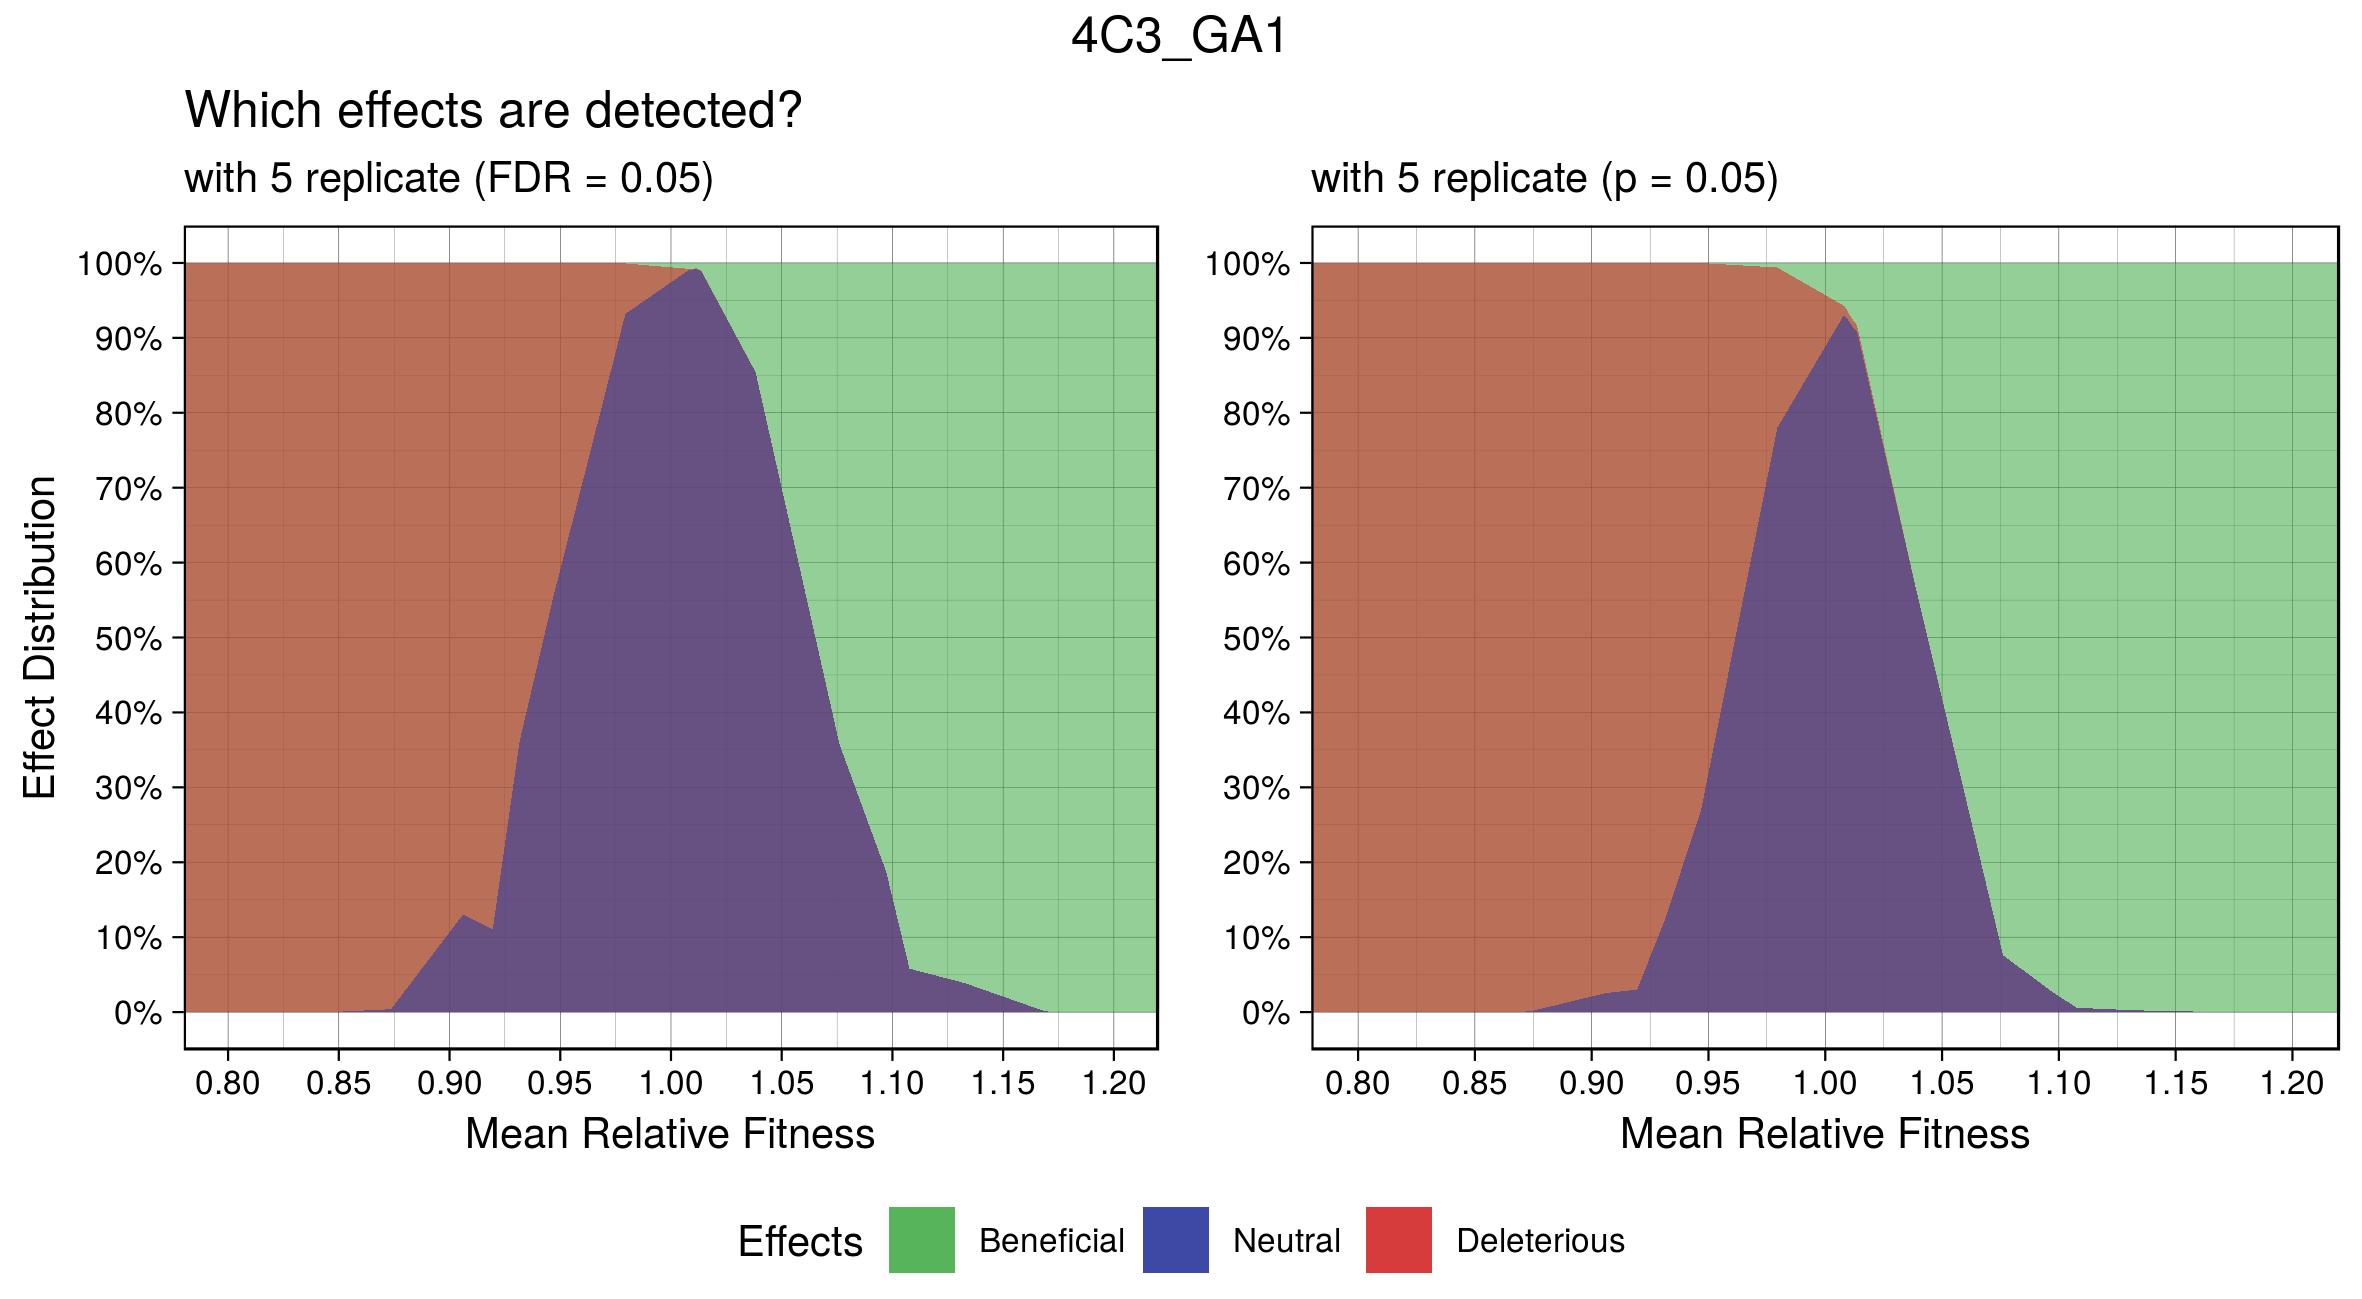 4C3_GA1
Which effects are detected?
with 5 replicate (FDR = 0.05)
with 5 replicate (p = 0.05)
Effect Distribution
100%
90%
80%
70%
60%
50%
40%
30%
20%
10%
0%
0.80 0.85 0.90 0.95 1.00 1.05 1.10 1.15 1.20
Mean Relative Fitness
100%
90%
80%
70%
60%
50%
40%
30%
20%
10%
0%
0.80 0.85 0.90 0.95 1.00 1.05 1.10 1.15 1.20
Mean Relative Fitness
Effects Beneficial Neutral Deleterious